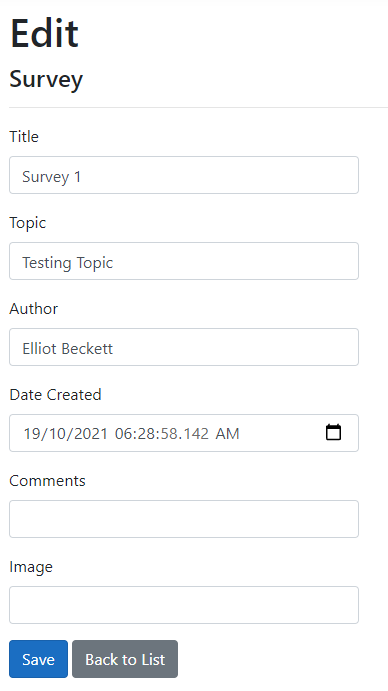 Edit
Survey
Title
Survey 1
Topic
Testing Topic
Author
Elliot Beckett
Date Created
19/10/2021 06:28:58.142 AM
Comments
Image
Save Back to List